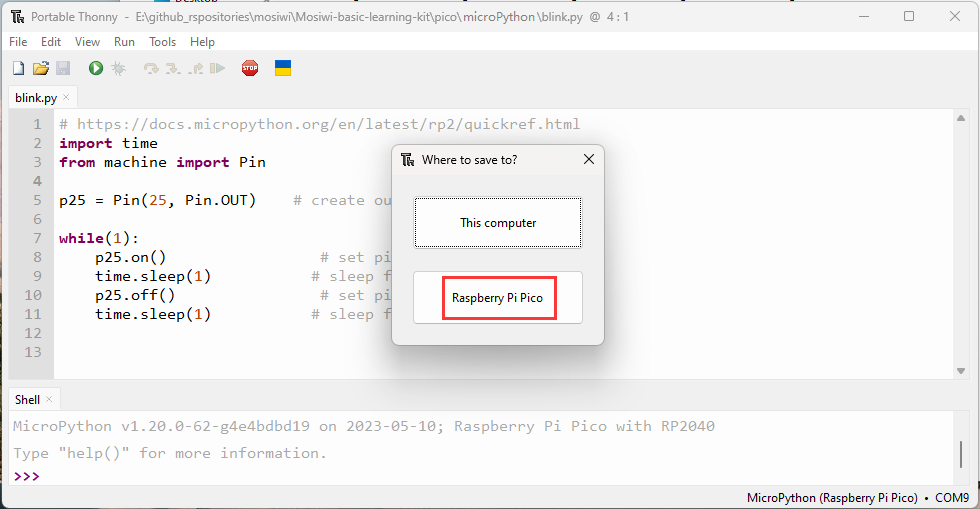 Desktop
Portable Thonny - E:\github_rspositories\mosiwi\Mosiwi-basic-learning-kit\pico\microPython\blink.py @ 4 : 1
File Edit View Run Tools Help
STOP
blink.py ×
1 # https://docs.micropython.org/en/latest/rp2/quickref.html
2 import time
3 from machine import Pin
4
5 p25 = Pin(25, Pin.OUT) # create ou
6
7 while(1):
8 p25.on() # set pi
9 time.sleep(1) # sleep f
10 p25.off() # set pi
11 time.sleep(1) # sleep f
12
13
Where to save to?
This computer
Raspberry Pi Pico
Shell ×
MicroPython v1.20.0-62-g4e4bdbd19 on 2023-05-10; Raspberry Pi Pico with RP2040
Type "help()" for more information.
>>>
MicroPython (Raspberry Pi Pico) • COM9